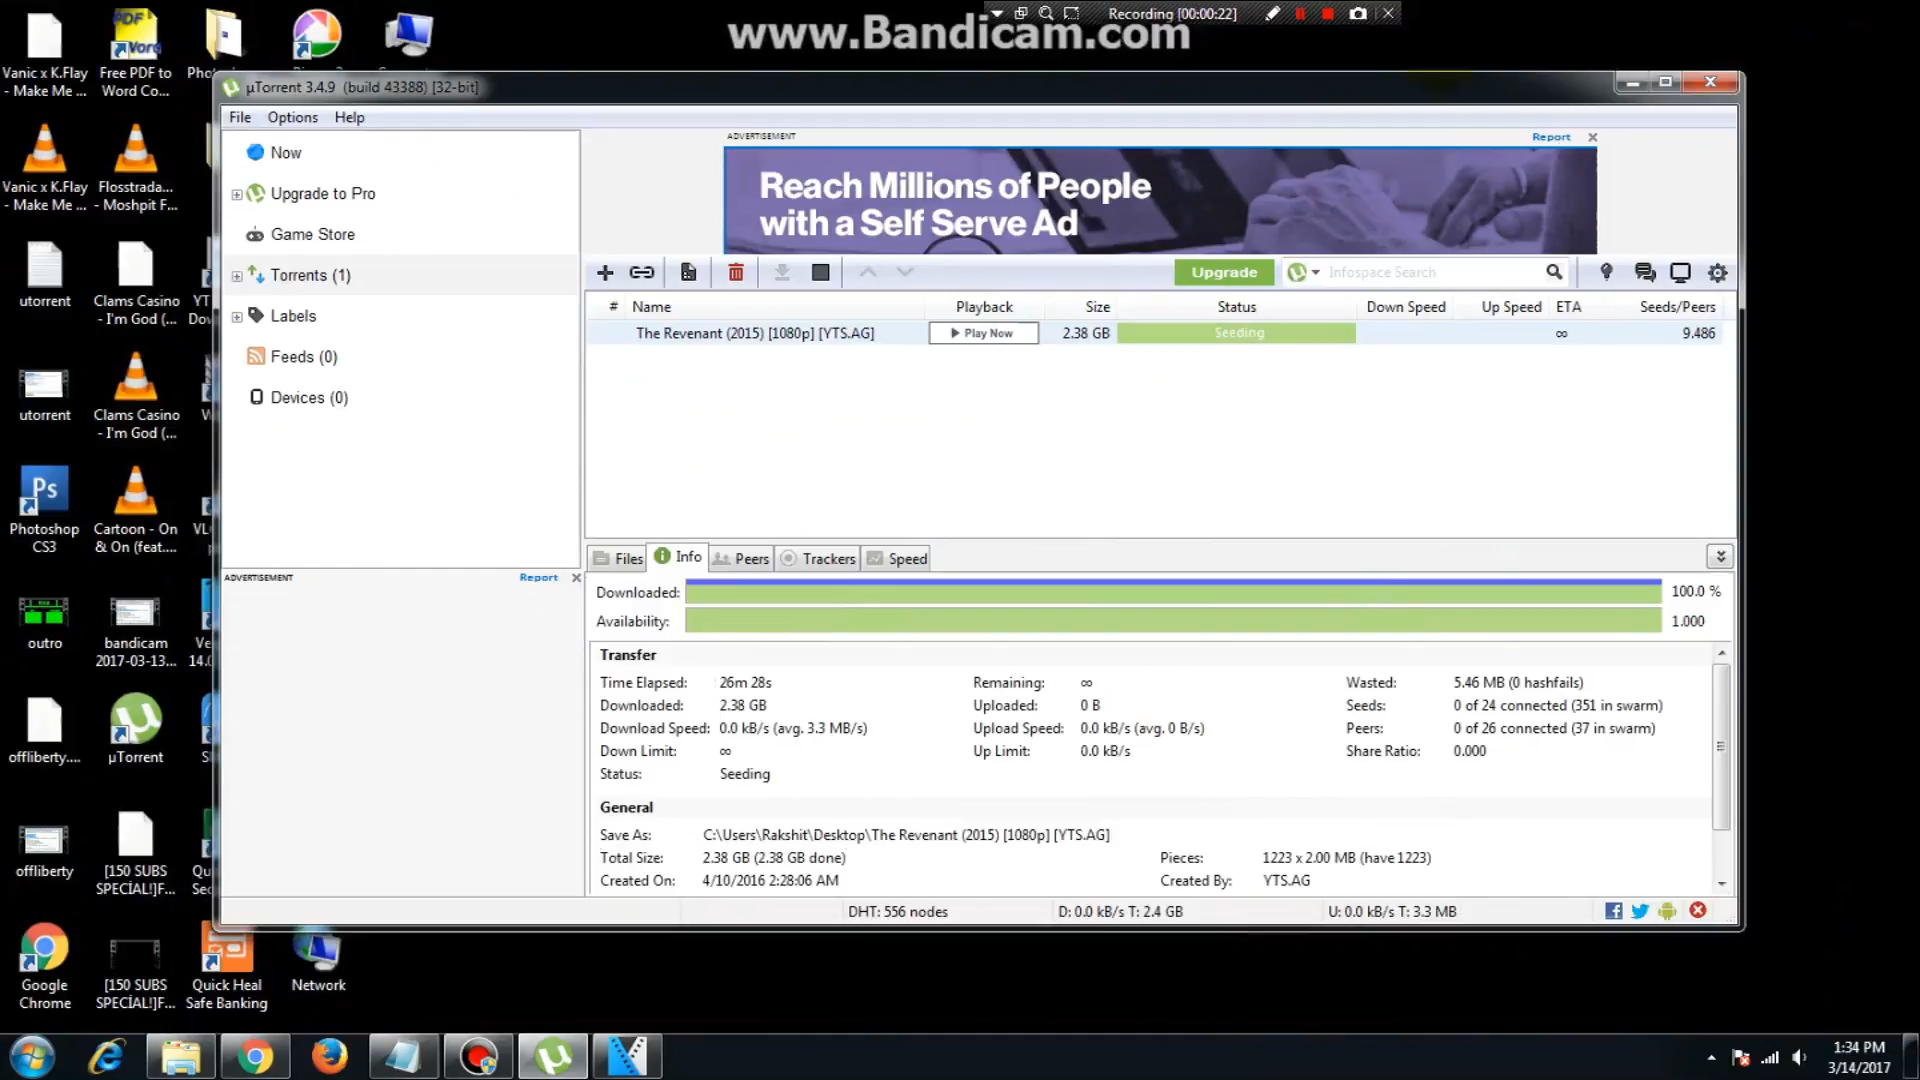 www.Bandicam.com
Recording [00:00:22]
Vanic x K.Flay
- Make Me ...
Free PDF to
Word Co...
µTorrent 3.4.9 (build 43388) [32-bit]
File Options Help
ADVERTISEMENT
Report
Now
Upgrade to Pro
Game Store
Torrents (1)
Labels
Feeds (0)
Devices (0)
Reach Millions of People
with a Self Serve Ad
Upgrade
Infospace Search
# Name Playback Size Status Down Speed Up Speed ETA Seeds/Peers
The Revenant (2015) [1080p] [YTS.AG] Play Now 2.38 GB Seeding ∞ 9.486
Vanic x K.Flay
- Make Me ...
Flosstrada...
- Moshpit F...
utorrent
Clams Casino
- I'm God (...
utorrent
Clams Casino
- I'm God (...
PDF
Ps
Photoshop
CS3
Cartoon - On
& On (feat....
ADVERTISEMENT
Report
Files Info Peers Trackers Speed
Downloaded: 100.0 %
Availability: 1.000
Transfer
Time Elapsed: 26m 28s Remaining: ∞ Wasted: 5.46 MB (0 hashfails)
Downloaded: 2.38 GB Uploaded: 0 B Seeds: 0 of 24 connected (351 in swarm)
Download Speed: 0.0 kB/s (avg. 3.3 MB/s) Upload Speed: 0.0 kB/s (avg. 0 B/s) Peers: 0 of 26 connected (37 in swarm)
Down Limit: ∞ Up Limit: 0.0 kB/s Share Ratio: 0.000
Status: Seeding
General
Save As: C:\Users\Rakshit\Desktop\The Revenant (2015) [1080p] [YTS.AG]
Total Size: 2.38 GB (2.38 GB done) Pieces: 1223 x 2.00 MB (have 1223)
Created On: 4/10/2016 2:28:06 AM Created By: YTS.AG
DHT: 556 nodes D: 0.0 kB/s T: 2.4 GB U: 0.0 kB/s T: 3.3 MB
outro
bandicam
2017-03-13...
offliberty....
µTorrent
offliberty
[150 SUBS
SPECİAL!]F...
Google
Chrome
[150 SUBS
SPECİAL!]F...
Quick Heal
Safe Banking
Network
1:34 PM
3/14/2017